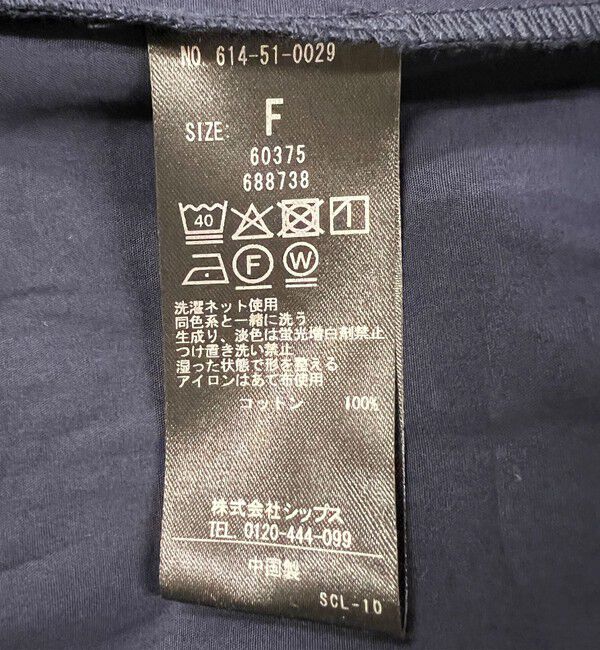 NO. 614-51-0029
SIZE: F
60375
688738
40
F W
洗濯ネット使用
同色系と一緒に洗う
生成り、淡色は蛍光増白剤禁止
つけ置き洗い禁止
湿った状態で形を整える
アイロンはあて布使用
コットン 100%
株式会社シップス
TEL. 0120-444-099
中国製
SCL-10